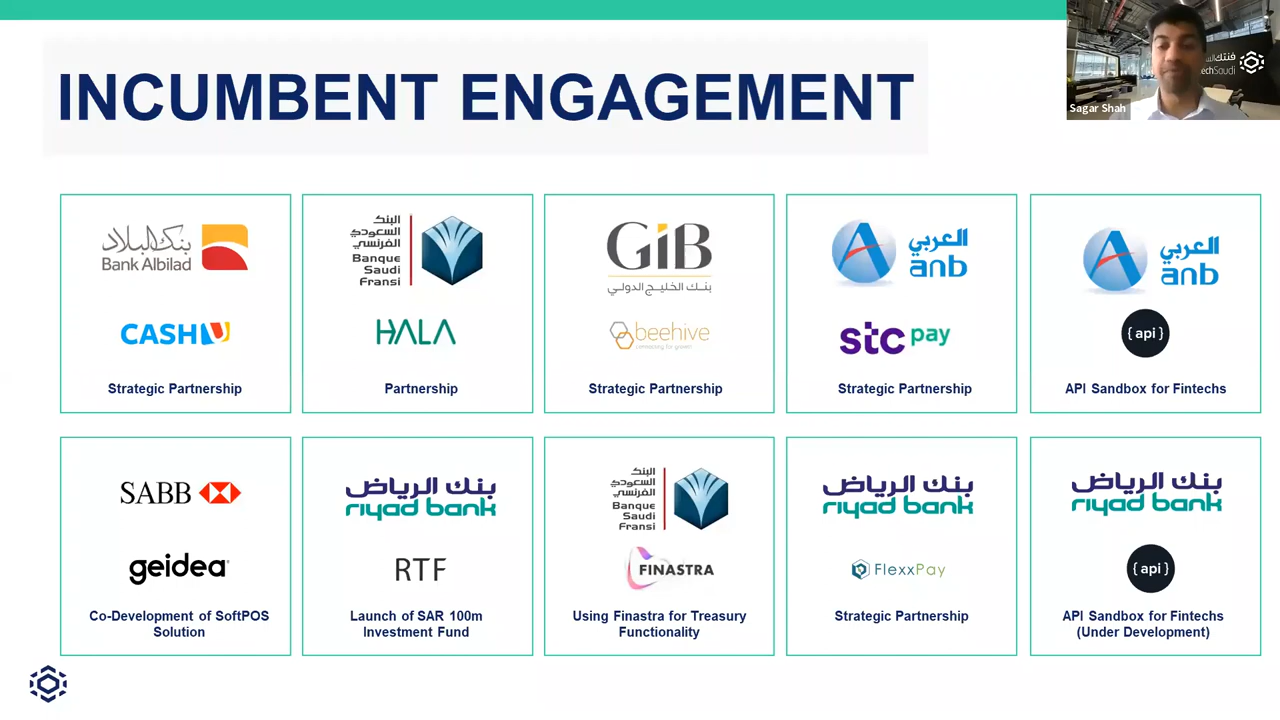 INCUMBENT ENGAGEMENT
فنتك
Saudi
Sagar Shah
بنك البلاد
Bank Albilad
CASHU
Strategic Partnership
البنك
السعودي
الفرنسي
Banque
Saudi
Fransi
HALA
Partnership
GIB
بنك الخليج الدولي
beehive
Strategic Partnership
العربي
anb
stc pay
Strategic Partnership
العربي
anb
{ api }
API Sandbox for Fintechs
SABB
geidea
Co-Development of SoftPOS
Solution
بنك الرياض
riyad bank
RTF
Launch of SAR 100m
Investment Fund
البنك
السعودي
الفرنسي
Banque
Saudi
Fransi
FINASTRA
Using Finastra for Treasury
Functionality
بنك الرياض
riyad bank
FlexxPay
Strategic Partnership
بنك الرياض
riyad bank
{ api }
API Sandbox for Fintechs
(Under Development)